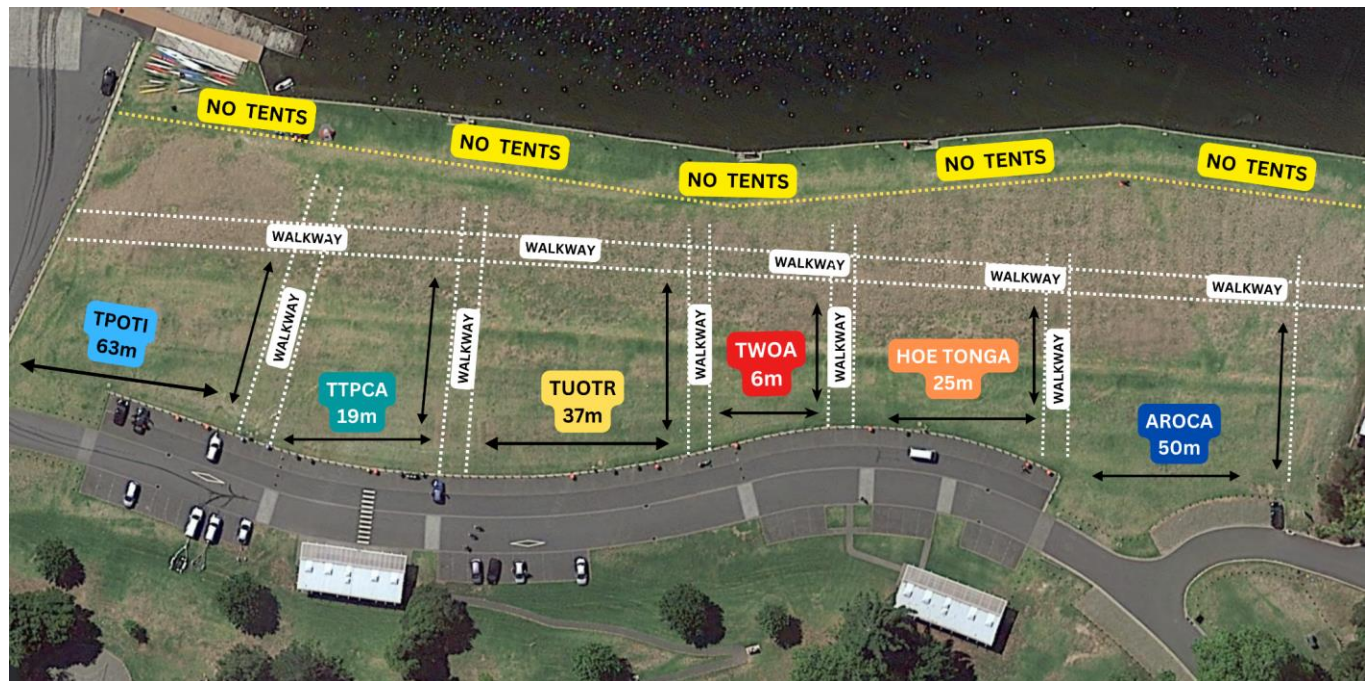 NO TENTS
NO TENTS
NO TENTS
NO TENTS
NO TENTS
WALKWAY
WALKWAY
WALKWAY
WALKWAY
WALKWAY
TPOTI
63m
WALKWAY
TTPCA
19m
WALKWAY
TUOTR
37m
WALKWAY
TWOA
6m
WALKWAY
HOE TONGA
25m
WALKWAY
AROCA
50m